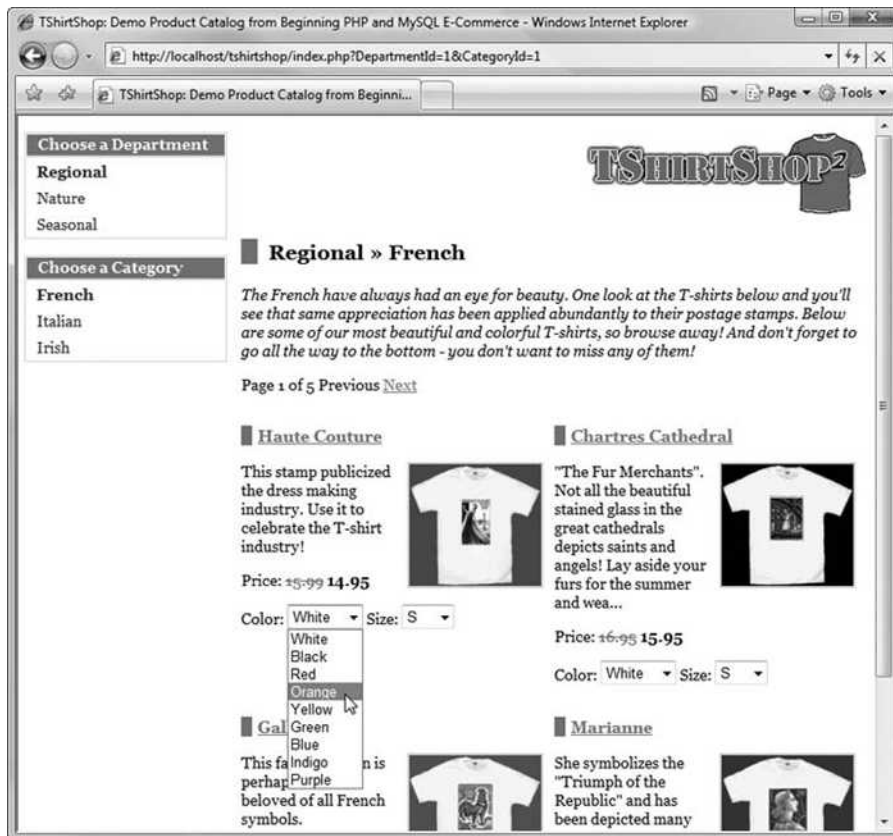 TShirtShop: Demo Product Catalog from Beginning PHP and MySQL E-Commerce - Windows Internet Explorer
http://localhost/tshirtshop/index.php?DepartmentId=1&CategoryId=1
TShirtShop: Demo Product Catalog from Beginni...
Page
Tools
Choose a Department
Regional
Nature
Seasonal
Choose a Category
French
Italian
Irish
TSHIRTSHOP²
Regional » French
The French have always had an eye for beauty. One look at the T-shirts below and you'll
see that same appreciation has been applied abundantly to their postage stamps. Below
are some of our most beautiful and colorful T-shirts, so browse away! And don't forget to
go all the way to the bottom - you don't want to miss any of them!
Page 1 of 5 Previous Next
Haute Couture
This stamp publicized
the dress making
industry. Use it to
celebrate the T-shirt
industry!
Price: 15.99 14.95
Color: White Size: S
White
Black
Red
Orange
Yellow
Green
Blue
Indigo
Purple
Chartres Cathedral
"The Fur Merchants".
Not all the beautiful
stained glass in the
great cathedrals
depicts saints and
angels! Lay aside your
furs for the summer
and wea...
Price: 16.95 15.95
Color: White Size: S
Gal
This fa n is
perhap
beloved of all French
symbols.
Marianne
She symbolizes the
"Triumph of the
Republic" and has
been depicted many